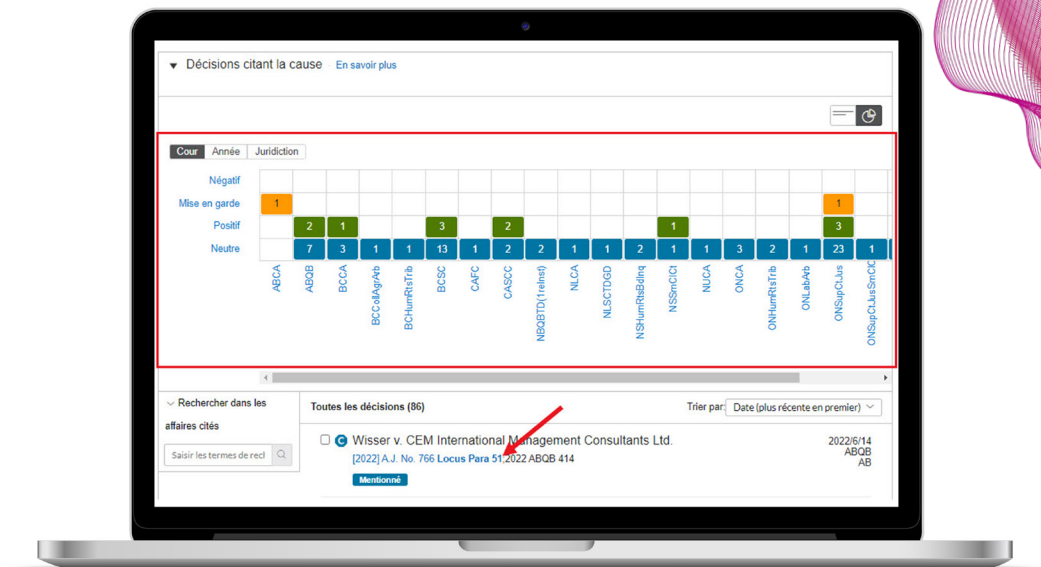 Décisions citant la cause En savoir plus
Cour Année Juridiction
Négatif
Mise en garde 1 1
Positif 2 1 3 2 1 3
Neutre 7 3 1 1 13 1 2 2 1 1 2 1 1 3 2 1 23 1
ABCA ABQB BCCA BCCollAgrArb BCHumRtsTrib BCSC CAFC CASCC NBQBTD(1reInst) NLCA NLSCTDGD NSHumRtsBdInq NSSmClCt NUCA ONCA ONHumRtsTrib ONLabArb ONSupCtJus ONSupCtJusSmClC
Rechercher dans les
affaires cités
Saisir les termes de recl
Toutes les décisions (86) Trier par: Date (plus récente en premier)
C Wisser v. CEM International Management Consultants Ltd. 2022/6/14
[2022] A.J. No. 766 Locus Para 51,2022 ABQB 414 ABQB
AB
Mentionné